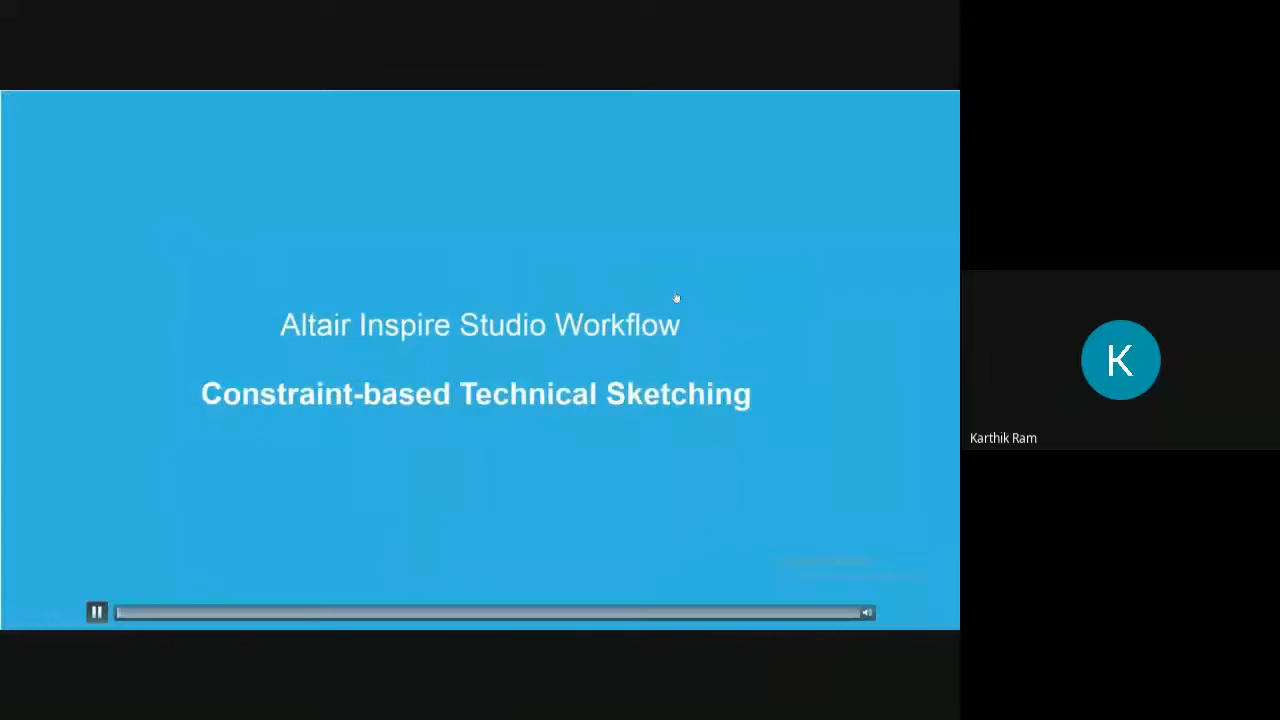 Altair Inspire Studio Workflow
Constraint-based Technical Sketching
K
Karthik Ram